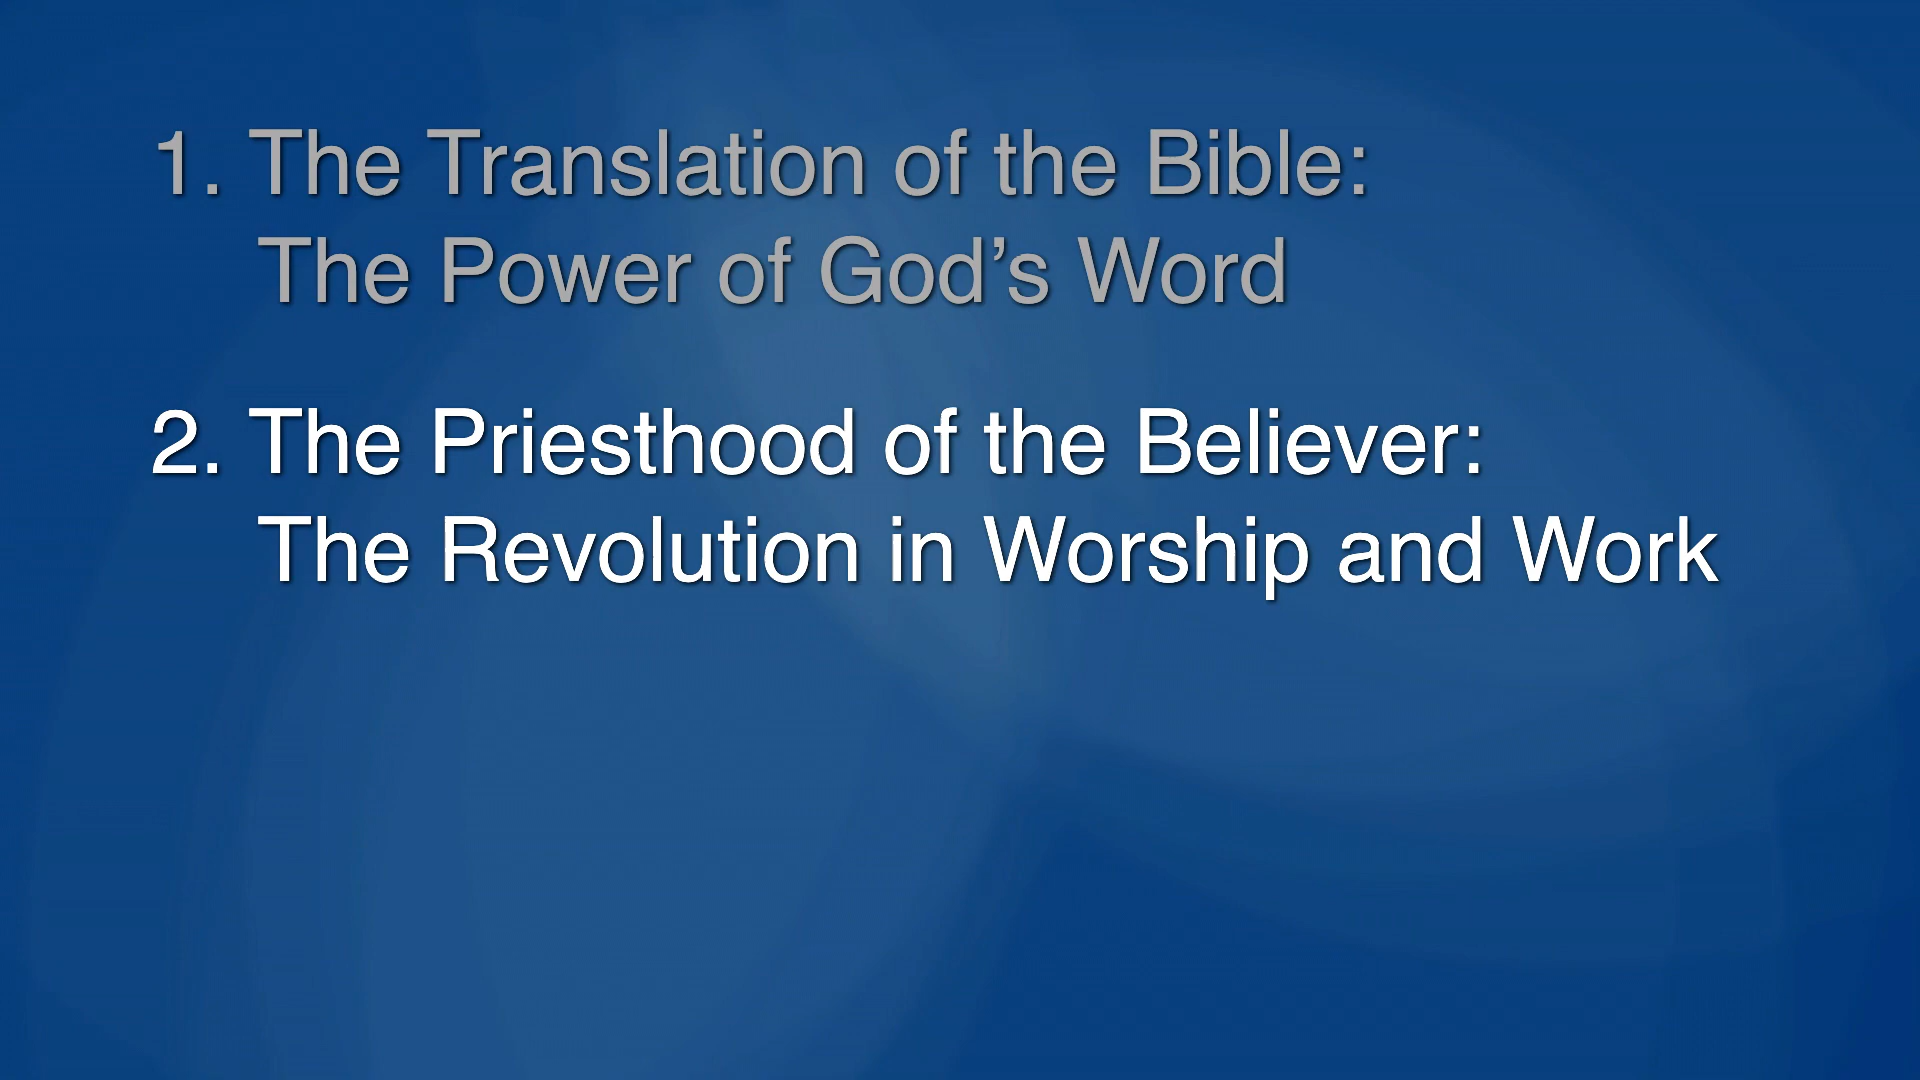 1. The Translation of the Bible:
The Power of God’s Word
2. The Priesthood of the Believer:
The Revolution in Worship and Work